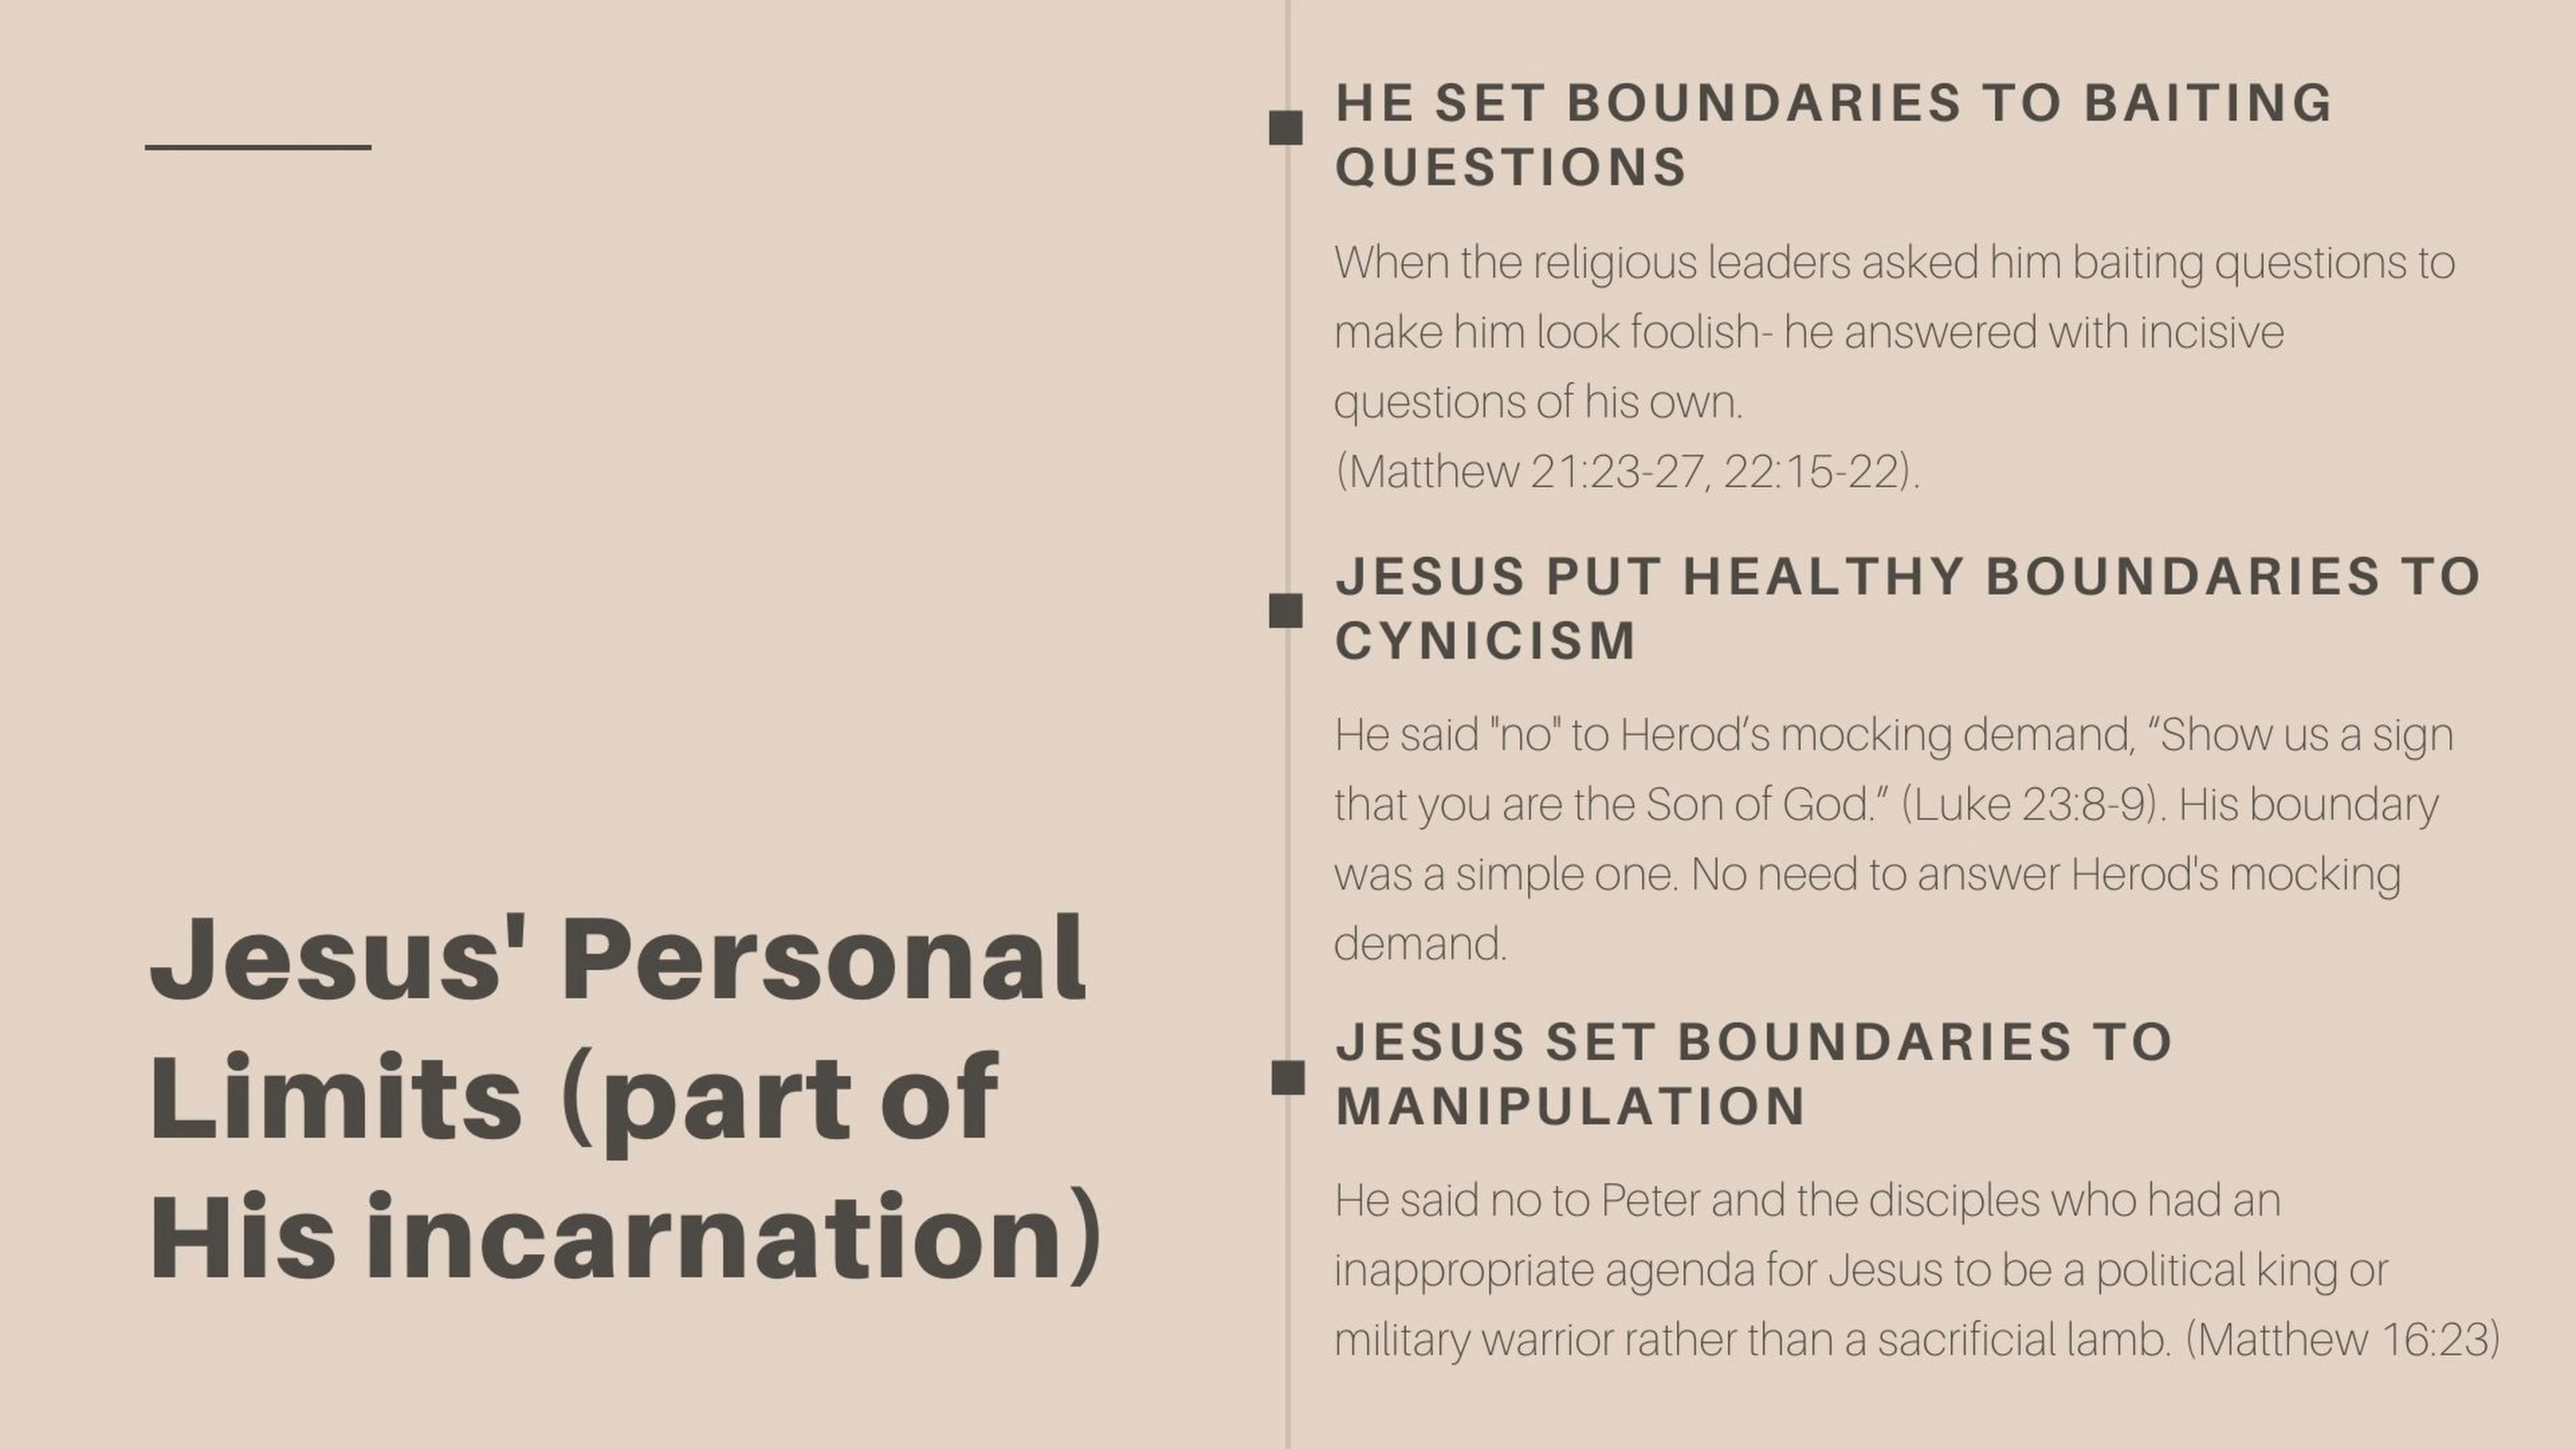 Jesus' Personal
Limits (part of
His incarnation)
HE SET BOUNDARIES TO BAITING
QUESTIONS
When the religious leaders asked him baiting questions to
make him look foolish- he answered with incisive
questions of his own.
(Matthew 21:23-27, 22:15-22).
JESUS PUT HEALTHY BOUNDARIES TO
CYNICISM
He said "no" to Herod’s mocking demand, “Show us a sign
that you are the Son of God.” (Luke 23:8-9). His boundary
was a simple one. No need to answer Herod's mocking
demand.
JESUS SET BOUNDARIES TO
MANIPULATION
He said no to Peter and the disciples who had an
inappropriate agenda for Jesus to be a political king or
military warrior rather than a sacrificial lamb. (Matthew 16:23)